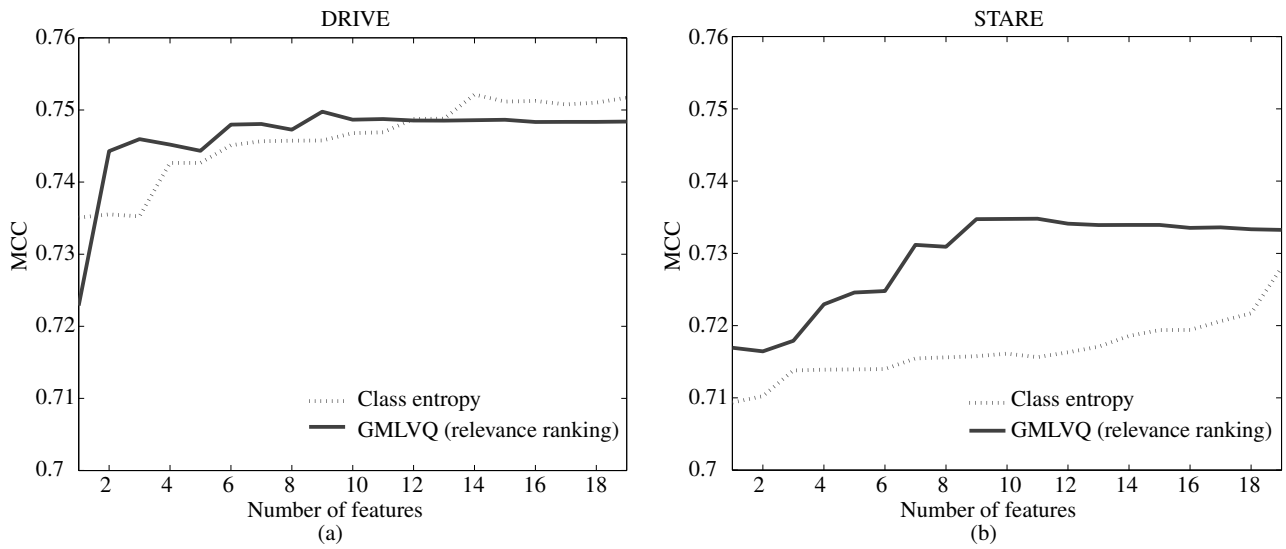 DRIVE
0.76
0.75
0.74
0.73
0.72
0.71
0.7
MCC
Class entropy
GMLVQ (relevance ranking)
2 4 6 8 10 12 14 16 18
Number of features
(a)
STARE
0.76
0.75
0.74
0.73
0.72
0.71
0.7
MCC
Class entropy
GMLVQ (relevance ranking)
2 4 6 8 10 12 14 16 18
Number of features
(b)